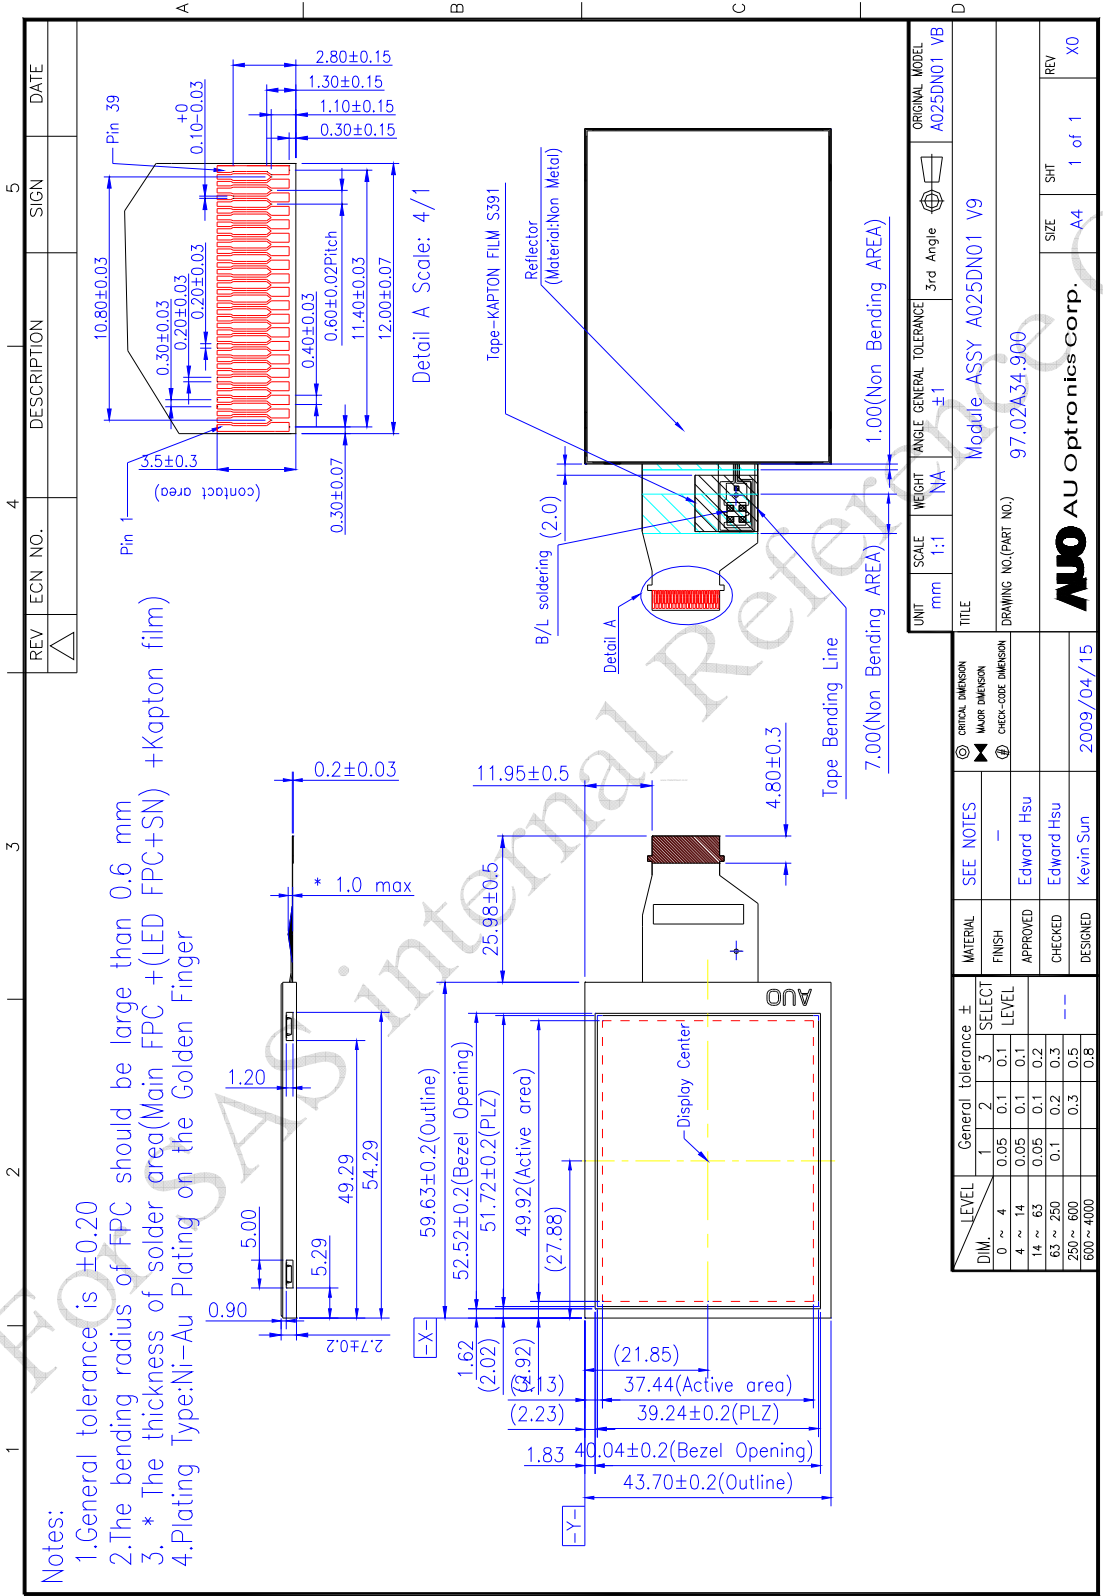 Notes:
1.General tolerance is ±0.20
2.The bending radius of FPC should be large than 0.6 mm
3. * The thickness of solder area(Main FPC +(LED FPC+SN) +Kapton film)
4.Plating Type:Ni-Au Plating on the Golden Finger
1
2
3
4
5
A
B
C
D
REV
ECN NO.
DESCRIPTION
SIGN
DATE
2.7±0.2
0.90
5.00
5.29
1.20
49.29
54.29
* 1.0 max
0.2±0.03
Pin 1
Pin 39
3.5±0.3
(contact area)
10.80±0.03
0.30±0.03
0.20±0.03
0.20±0.03
+0
0.10-0.03
2.80±0.15
1.30±0.15
1.10±0.15
0.30±0.15
0.30±0.07
0.40±0.03
0.60±0.02Pitch
11.40±0.03
12.00±0.07
Detail A Scale: 4/1
-X-
59.63±0.2(Outline)
52.52±0.2(Bezel Opening)
51.72±0.2(PLZ)
49.92(Active area)
(27.88)
1.62
(2.02)
(2.92)
25.98±0.5
11.95±0.5
4.80±0.3
Display Center
AUO
(21.85)
(3.13)
37.44(Active area)
(2.23)
39.24±0.2(PLZ)
1.83
40.04±0.2(Bezel Opening)
43.70±0.2(Outline)
-Y-
Tape-KAPTON FILM S391
Reflector
(Material:Non Metal)
B/L soldering
(2.0)
Detail A
1.00(Non Bending AREA)
7.00(Non Bending AREA)
Tape Bending Line
For SAS internal Reference
LEVEL
DIM.
General tolerance ±
1 2 3
SELECT LEVEL
0 ~ 4 0.05 0.1 0.1
4 ~ 14 0.05 0.1 0.1
14 ~ 63 0.05 0.1 0.2
63 ~ 250 0.1 0.2 0.3
250 ~ 600 0.3 0.5
600 ~ 4000 0.8
--
MATERIAL SEE NOTES
FINISH -
APPROVED Edward Hsu
CHECKED Edward Hsu
DESIGNED Kevin Sun 2009/04/15
CRITICAL DIMENSION
MAJOR DIMENSION
CHECK-CODE DIMENSION
UNIT mm
SCALE 1:1
WEIGHT NA
ANGLE GENERAL TOLERANCE ±1
3rd Angle
ORIGINAL MODEL A025DN01 VB
TITLE
Module ASSY A025DN01 V9
DRAWING NO.(PART NO.)
97.02A34.900
AUO AU Optronics Corp.
SIZE A4
SHT 1 of 1
REV X0